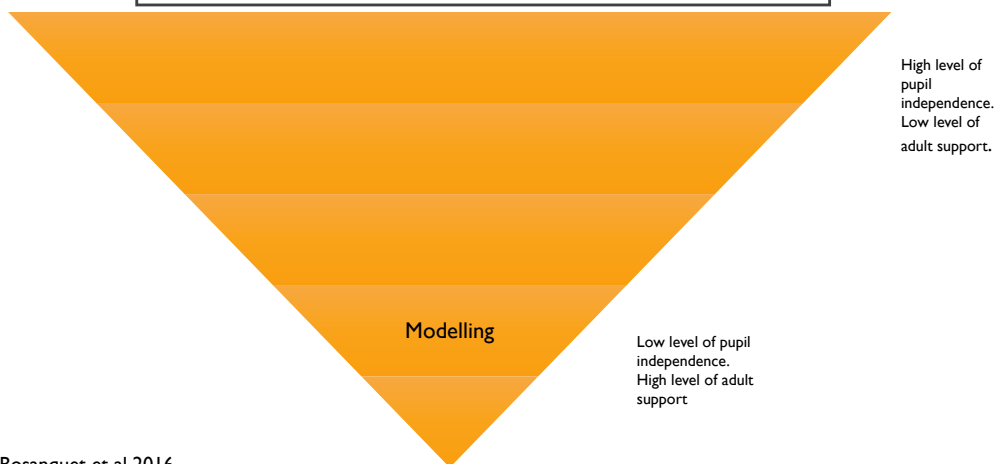 High level of
pupil
independence.
Low level of
adult support.
Modelling
Low level of pupil
independence.
High level of adult
support
Bosanquet et al 2016